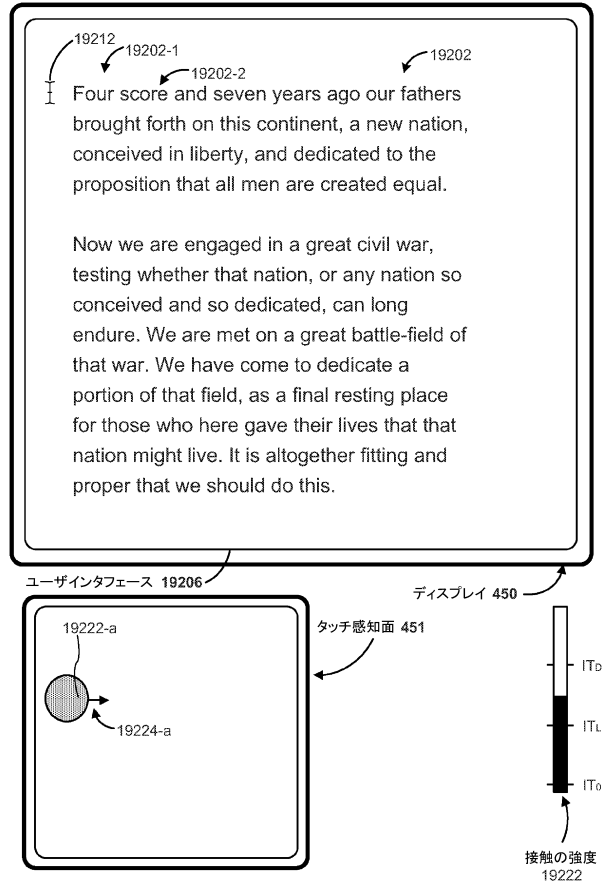 19212
19202-1
19202
19202-2
Four score and seven years ago our fathers
brought forth on this continent, a new nation,
conceived in liberty, and dedicated to the
proposition that all men are created equal.
Now we are engaged in a great civil war,
testing whether that nation, or any nation so
conceived and so dedicated, can long
endure. We are met on a great battle-field of
that war. We have come to dedicate a
portion of that field, as a final resting place
for those who here gave their lives that that
nation might live. It is altogether fitting and
proper that we should do this.
ユーザインタフェース 19206
ディスプレイ 450
19222-a
タッチ感知面 451
19224-a
ITD
ITL
IT0
接触の強度
19222